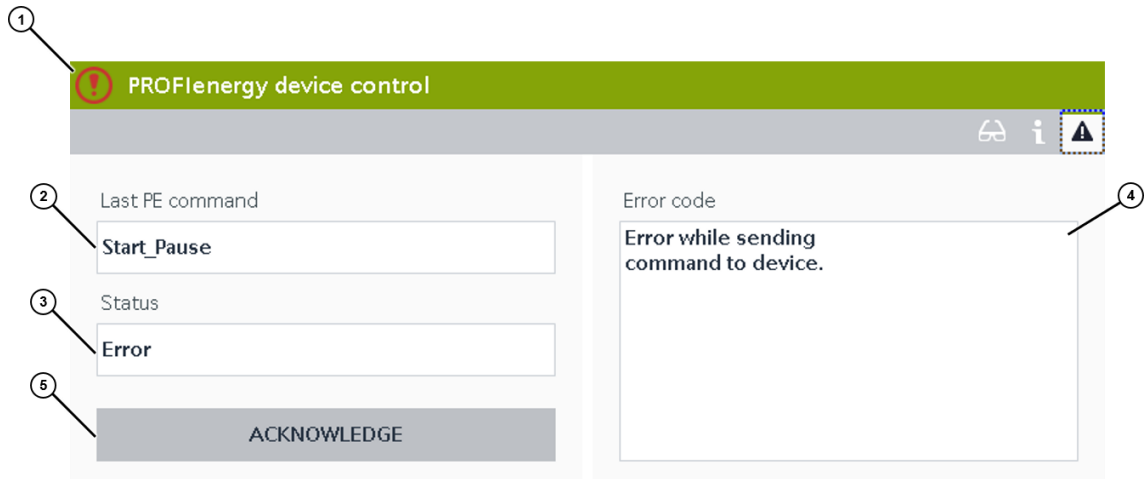 1
PROFIenergy device control
i
2
Last PE command
Start_Pause
3
Status
Error
5
ACKNOWLEDGE
Error code
4
Error while sending
command to device.